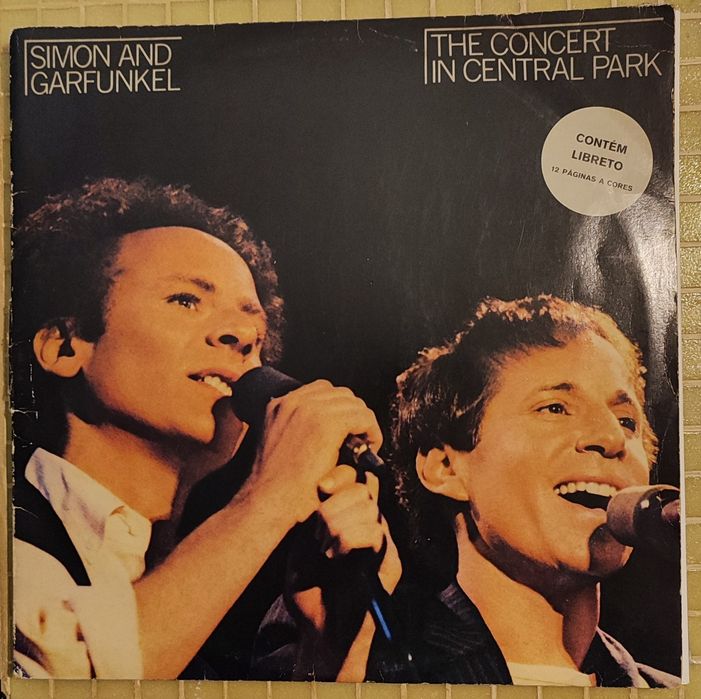 SIMON AND
GARFUNKEL
THE CONCERT
IN CENTRAL PARK
CONTÉM
LIBRETO
12 PÁGINAS A CORES